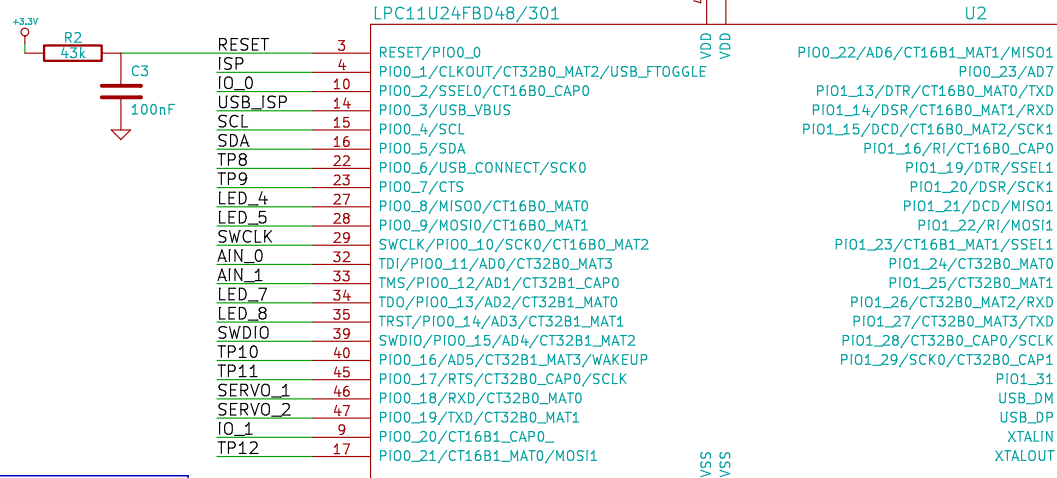 LPC11U24FBD48/301
U2
4
+3.3V
R2
43k
C3
100nF
VDD
VDD
RESET 3 RESET/PIO0_0
ISP 4 PIO0_1/CLKOUT/CT32B0_MAT2/USB_FTOGGLE
IO_0 10 PIO0_2/SSEL0/CT16B0_CAP0
USB_ISP 14 PIO0_3/USB_VBUS
SCL 15 PIO0_4/SCL
SDA 16 PIO0_5/SDA
TP8 22 PIO0_6/USB_CONNECT/SCK0
TP9 23 PIO0_7/CTS
LED_4 27 PIO0_8/MISO0/CT16B0_MAT0
LED_5 28 PIO0_9/MOSI0/CT16B0_MAT1
SWCLK 29 SWCLK/PIO0_10/SCK0/CT16B0_MAT2
AIN_0 32 TDI/PIO0_11/AD0/CT32B0_MAT3
AIN_1 33 TMS/PIO0_12/AD1/CT32B1_CAP0
LED_7 34 TDO/PIO0_13/AD2/CT32B1_MAT0
LED_8 35 TRST/PIO0_14/AD3/CT32B1_MAT1
SWDIO 39 SWDIO/PIO0_15/AD4/CT32B1_MAT2
TP10 40 PIO0_16/AD5/CT32B1_MAT3/WAKEUP
TP11 45 PIO0_17/RTS/CT32B0_CAP0/SCLK
SERVO_1 46 PIO0_18/RXD/CT32B0_MAT0
SERVO_2 47 PIO0_19/TXD/CT32B0_MAT1
IO_1 9 PIO0_20/CT16B1_CAP0_
TP12 17 PIO0_21/CT16B1_MAT0/MOSI1
PIO0_22/AD6/CT16B1_MAT1/MISO1
PIO0_23/AD7
PIO1_13/DTR/CT16B0_MAT0/TXD
PIO1_14/DSR/CT16B0_MAT1/RXD
PIO1_15/DCD/CT16B0_MAT2/SCK1
PIO1_16/RI/CT16B0_CAP0
PIO1_19/DTR/SSEL1
PIO1_20/DSR/SCK1
PIO1_21/DCD/MISO1
PIO1_22/RI/MOSI1
PIO1_23/CT16B1_MAT1/SSEL1
PIO1_24/CT32B0_MAT0
PIO1_25/CT32B0_MAT1
PIO1_26/CT32B0_MAT2/RXD
PIO1_27/CT32B0_MAT3/TXD
PIO1_28/CT32B0_CAP0/SCLK
PIO1_29/SCK0/CT32B0_CAP1
PIO1_31
USB_DM
USB_DP
XTALIN
XTALOUT
VSS
VSS